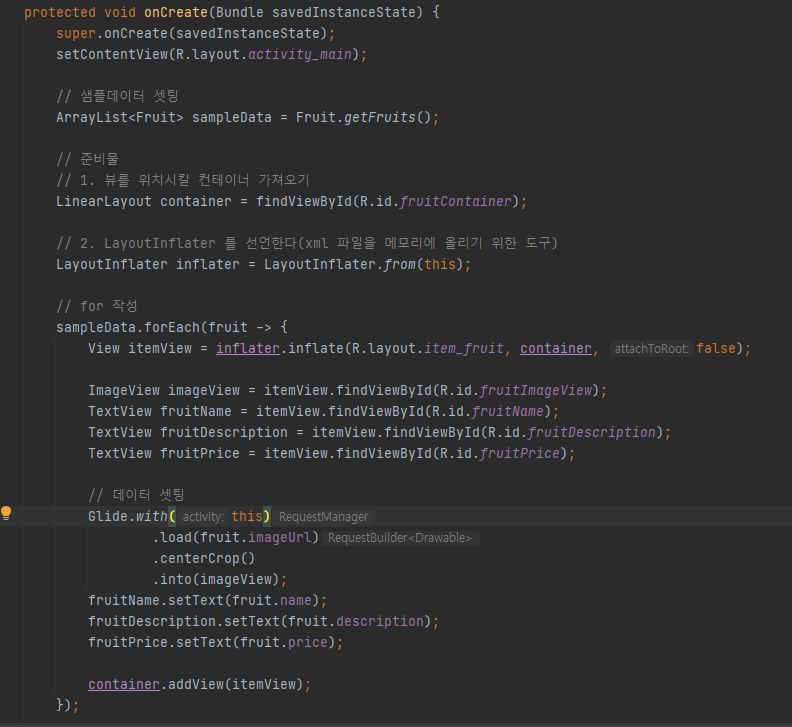 protected void onCreate(Bundle savedInstanceState) {
super.onCreate(savedInstanceState);
setContentView(R.layout.activity_main);
// 샘플데이터 셋팅
ArrayList<Fruit> sampleData = Fruit.getFruits();
// 준비물
// 1. 뷰를 위치시킬 컨테이너 가져오기
LinearLayout container = findViewById(R.id.fruitContainer);
// 2. LayoutInflater 를 선언한다(xml 파일을 메모리에 올리기 위한 도구)
LayoutInflater inflater = LayoutInflater.from(this);
// for 작성
sampleData.forEach(fruit -> {
View itemView = inflater.inflate(R.layout.item_fruit, container, attachToRoot: false);
ImageView imageView = itemView.findViewById(R.id.fruitImageView);
TextView fruitName = itemView.findViewById(R.id.fruitName);
TextView fruitDescription = itemView.findViewById(R.id.fruitDescription);
TextView fruitPrice = itemView.findViewById(R.id.fruitPrice);
// 데이터 셋팅
Glide.with( activity: this) RequestManager
.load(fruit.imageUrl) RequestBuilder<Drawable>
.centerCrop()
.into(imageView);
fruitName.setText(fruit.name);
fruitDescription.setText(fruit.description);
fruitPrice.setText(fruit.price);
container.addView(itemView);
});